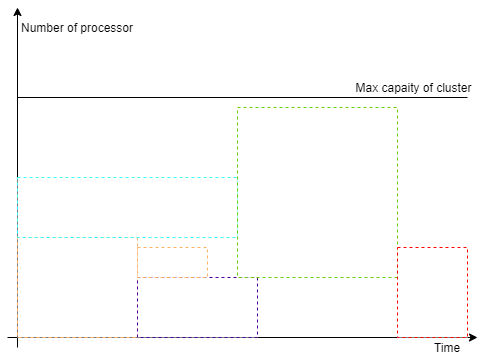 Number of processor
Max capaity of cluster
Time